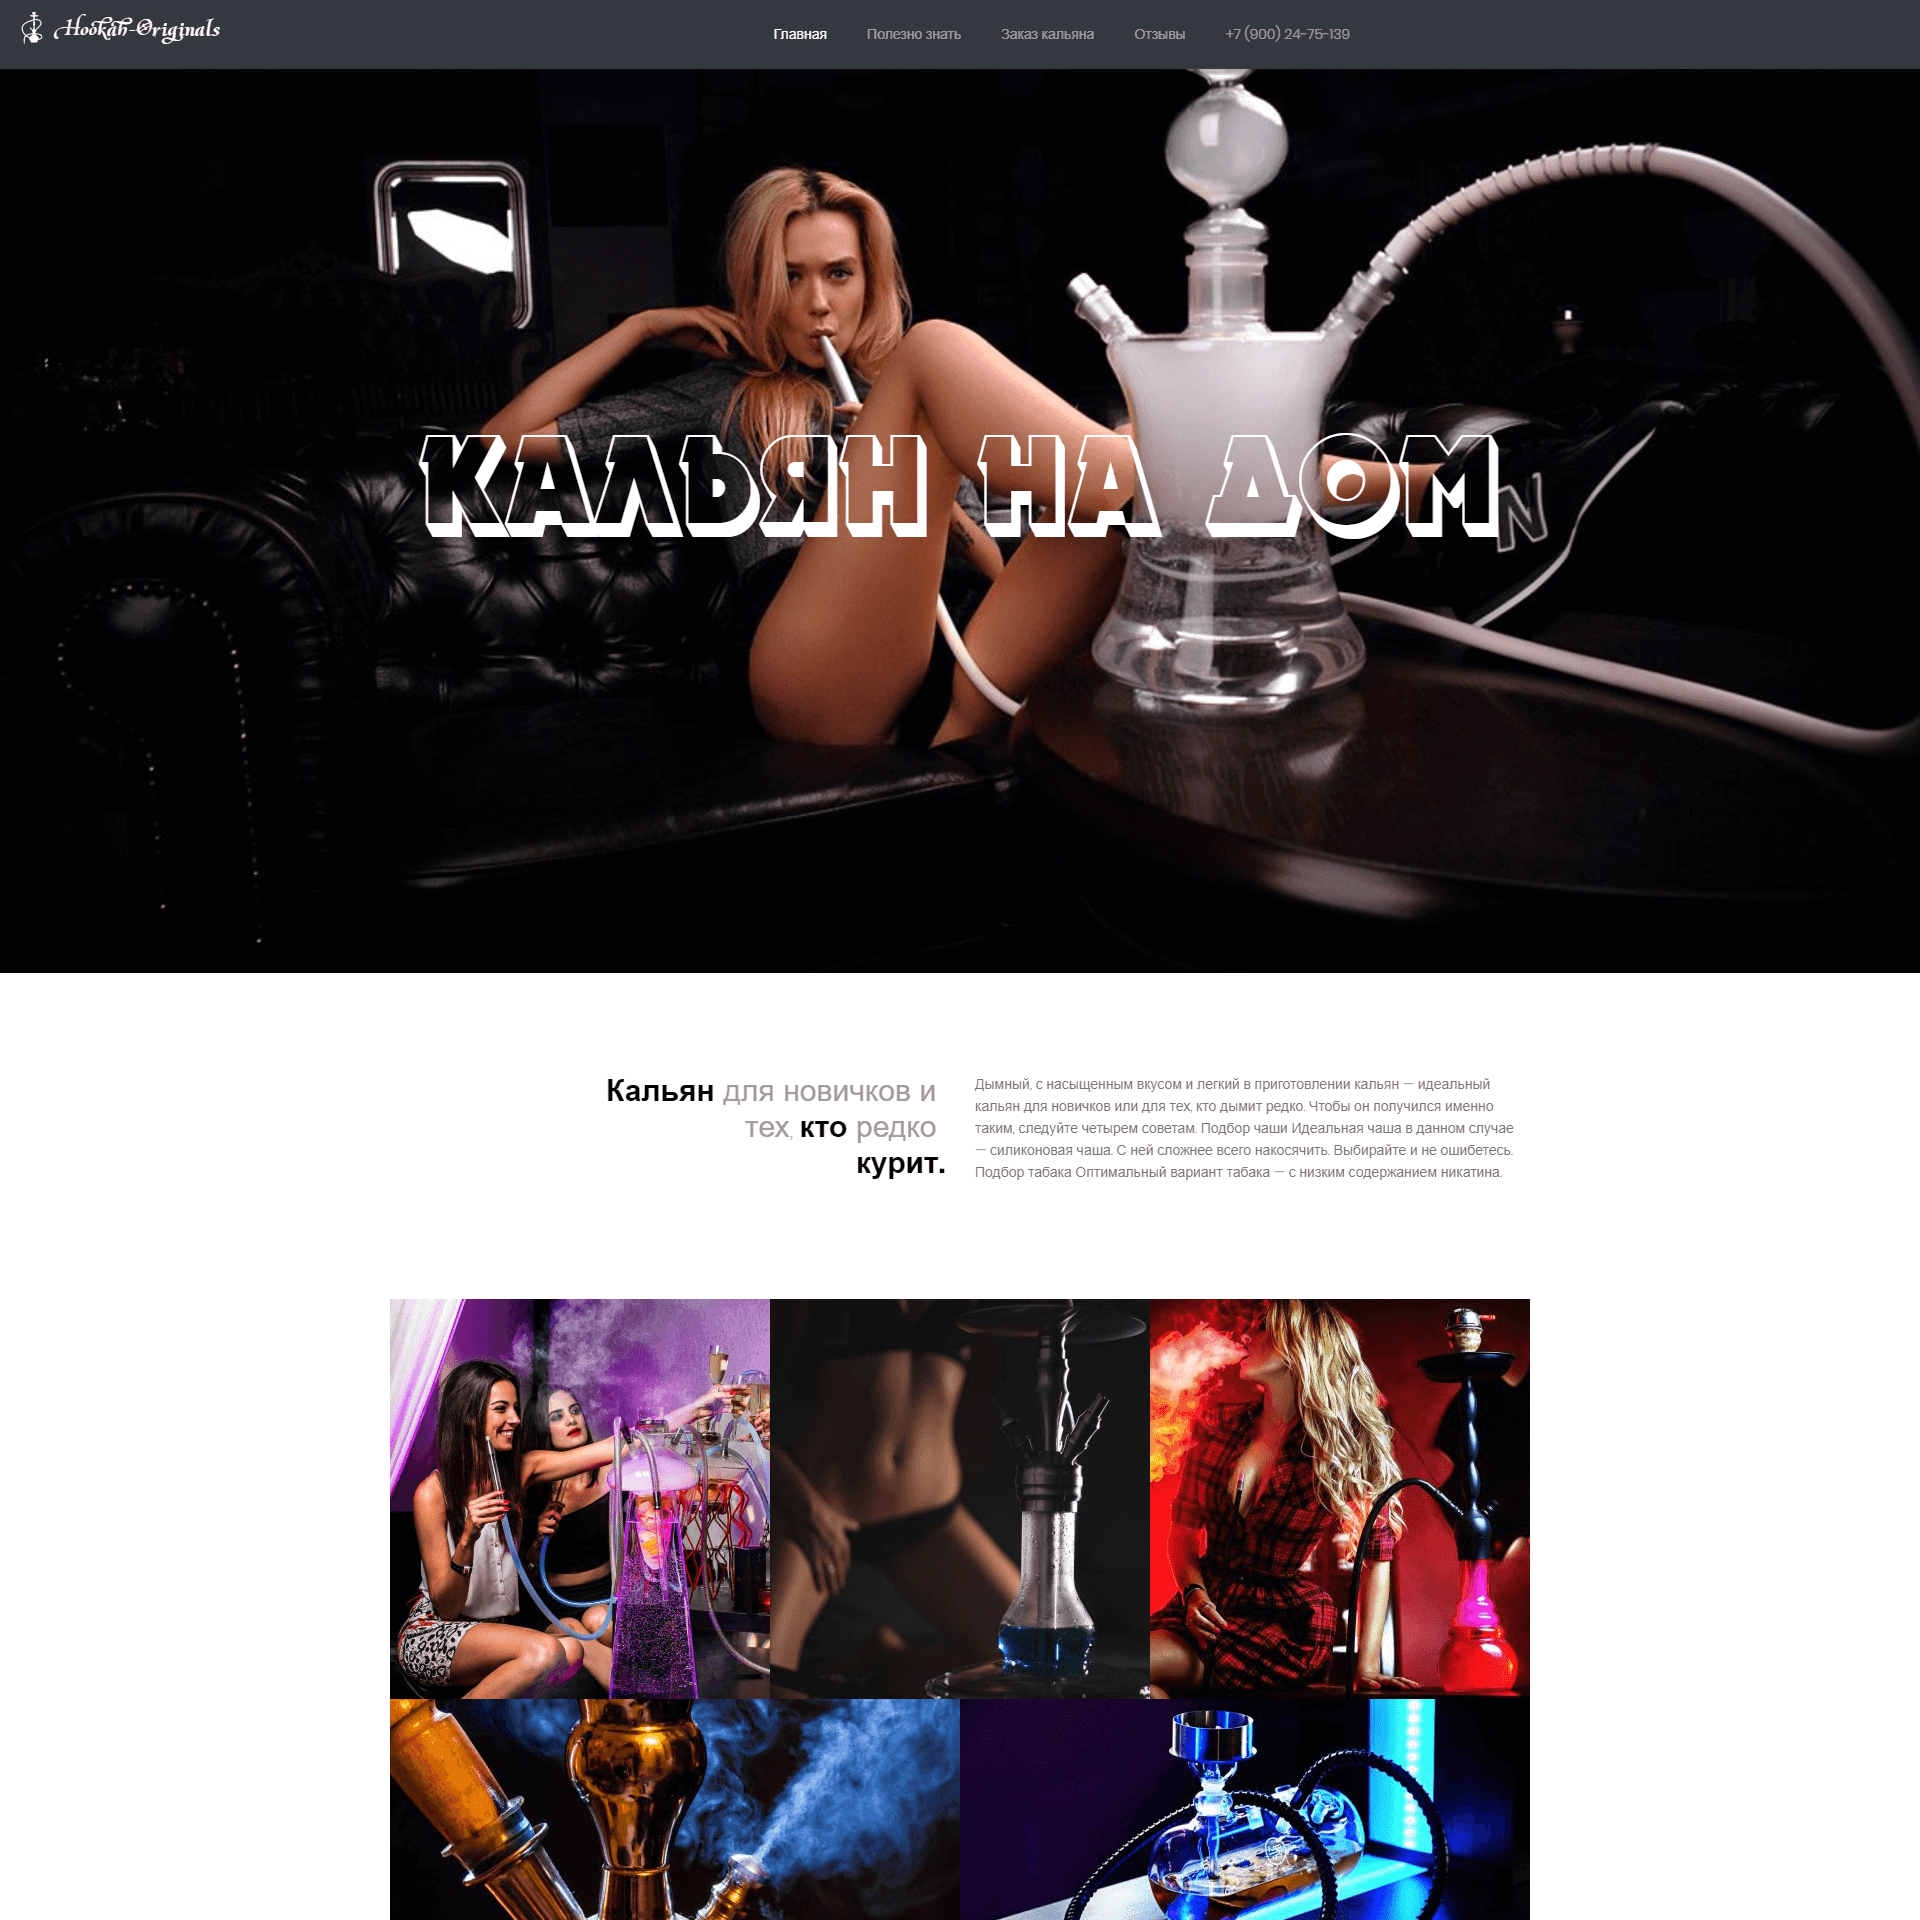 Hookah-Originals
Главная Полезно знать Заказ кальяна Отзывы +7 (900) 24-75-139
КАЛЬЯН НА ДОМ
N
Кальян для новичков и
тех, кто редко
курит.
Дымный, с насыщенным вкусом и легкий в приготовлении кальян — идеальный
кальян для новичков или для тех, кто дымит редко. Чтобы он получился именно
таким, следуйте четырем советам. Подбор чаши Идеальная чаша в данном случае
— силиконовая чаша. С ней сложнее всего накосячить. Выбирайте и не ошибетесь.
Подбор табака Оптимальный вариант табака — с низким содержанием никатина.